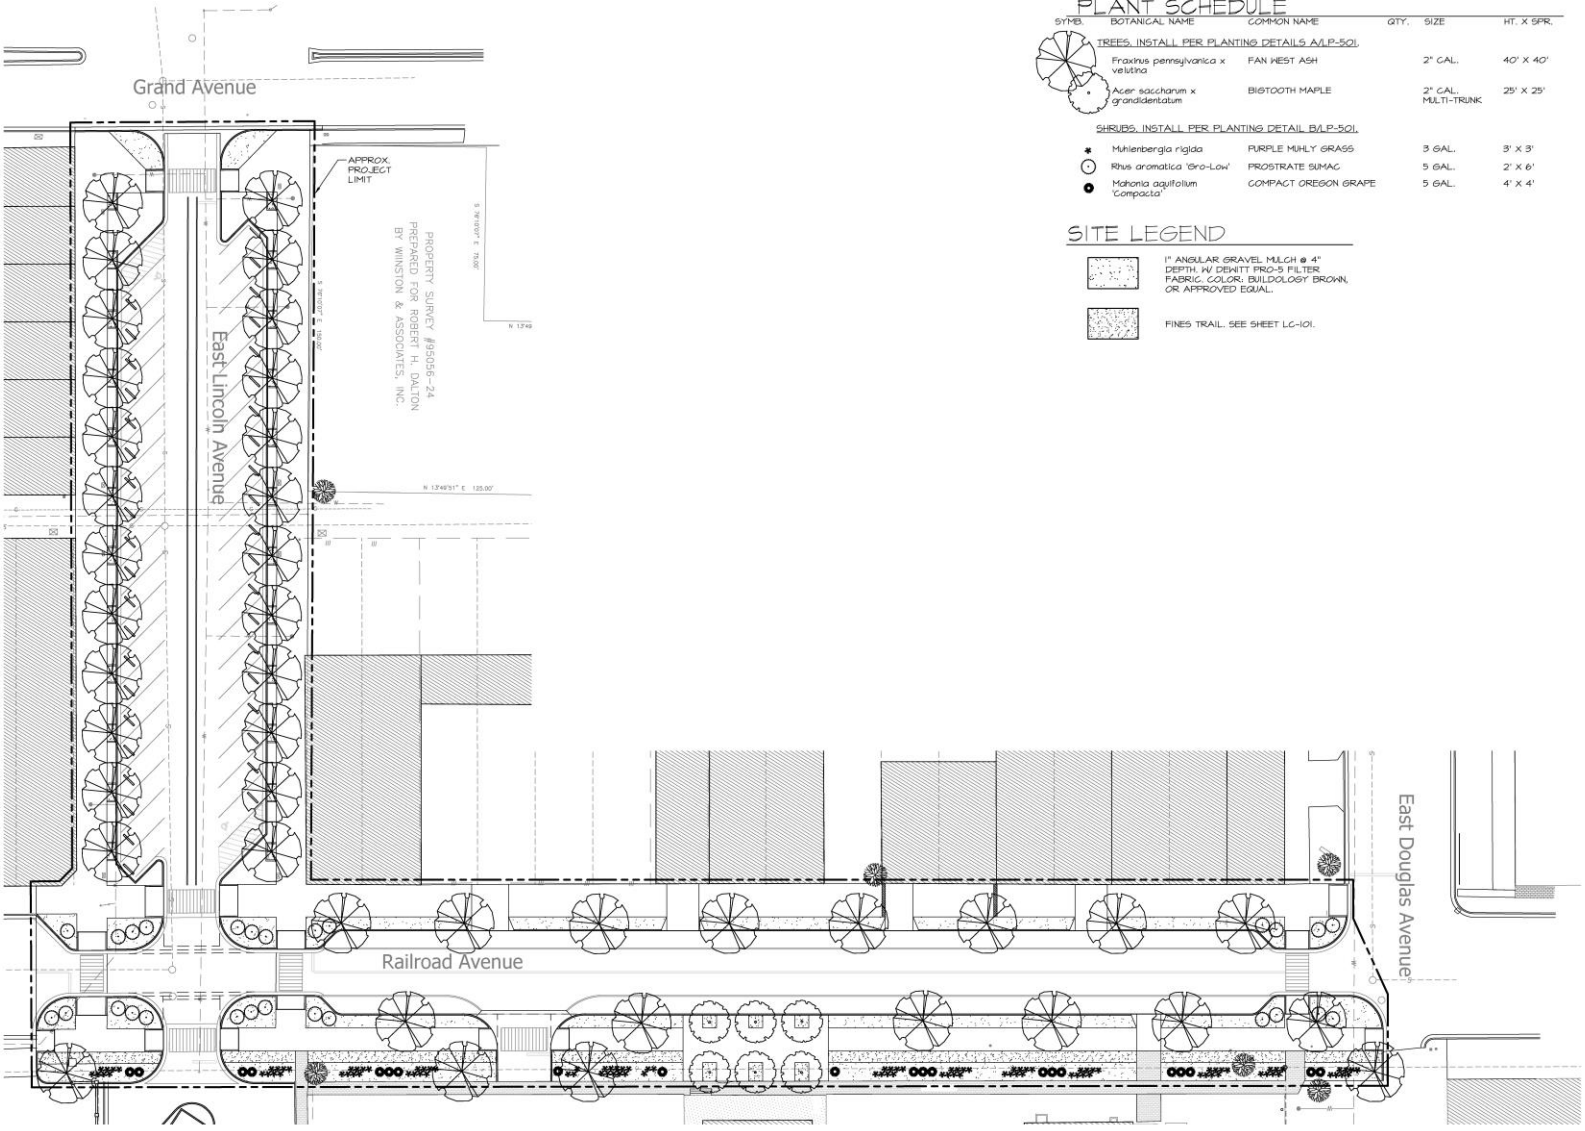 PLANT SCHEDULE
SYMB. BOTANICAL NAME COMMON NAME QTY. SIZE HT. X SPR.
TREES, INSTALL PER PLANTING DETAILS A/LP-501.
Fraxinus pennsylvanica x velutina FAN WEST ASH 2" CAL. 40' X 40'
Acer saccharum x grandidentatum BIGTOOTH MAPLE 2" CAL. MULTI-TRUNK 25' X 25'
SHRUBS, INSTALL PER PLANTING DETAIL B/LP-501.
Muhlenbergia rigida PURPLE MUHLY GRASS 3 GAL. 3' X 3'
Rhus aromatica 'Gro-Low' PROSTRATE SUMAC 5 GAL. 2' X 6'
Mahonia aquifolium 'Compacta' COMPACT OREGON GRAPE 5 GAL. 4' X 4'
SITE LEGEND
1" ANGULAR GRAVEL MULCH @ 4"
DEPTH. W/ DEWITT PRO-5 FILTER
FABRIC. COLOR: BUILDOLOGY BROWN,
OR APPROVED EQUAL.
FINES TRAIL. SEE SHEET LC-101.
Grand Avenue
APPROX.
PROJECT
LIMIT
PROPERTY SURVEY #95056-24
PREPARED FOR ROBERT H. DALTON
BY WINSTON & ASSOCIATES, INC.
East Lincoln Avenue
N 13°49'51" E 125.00'
Railroad Avenue
East Douglas Avenue